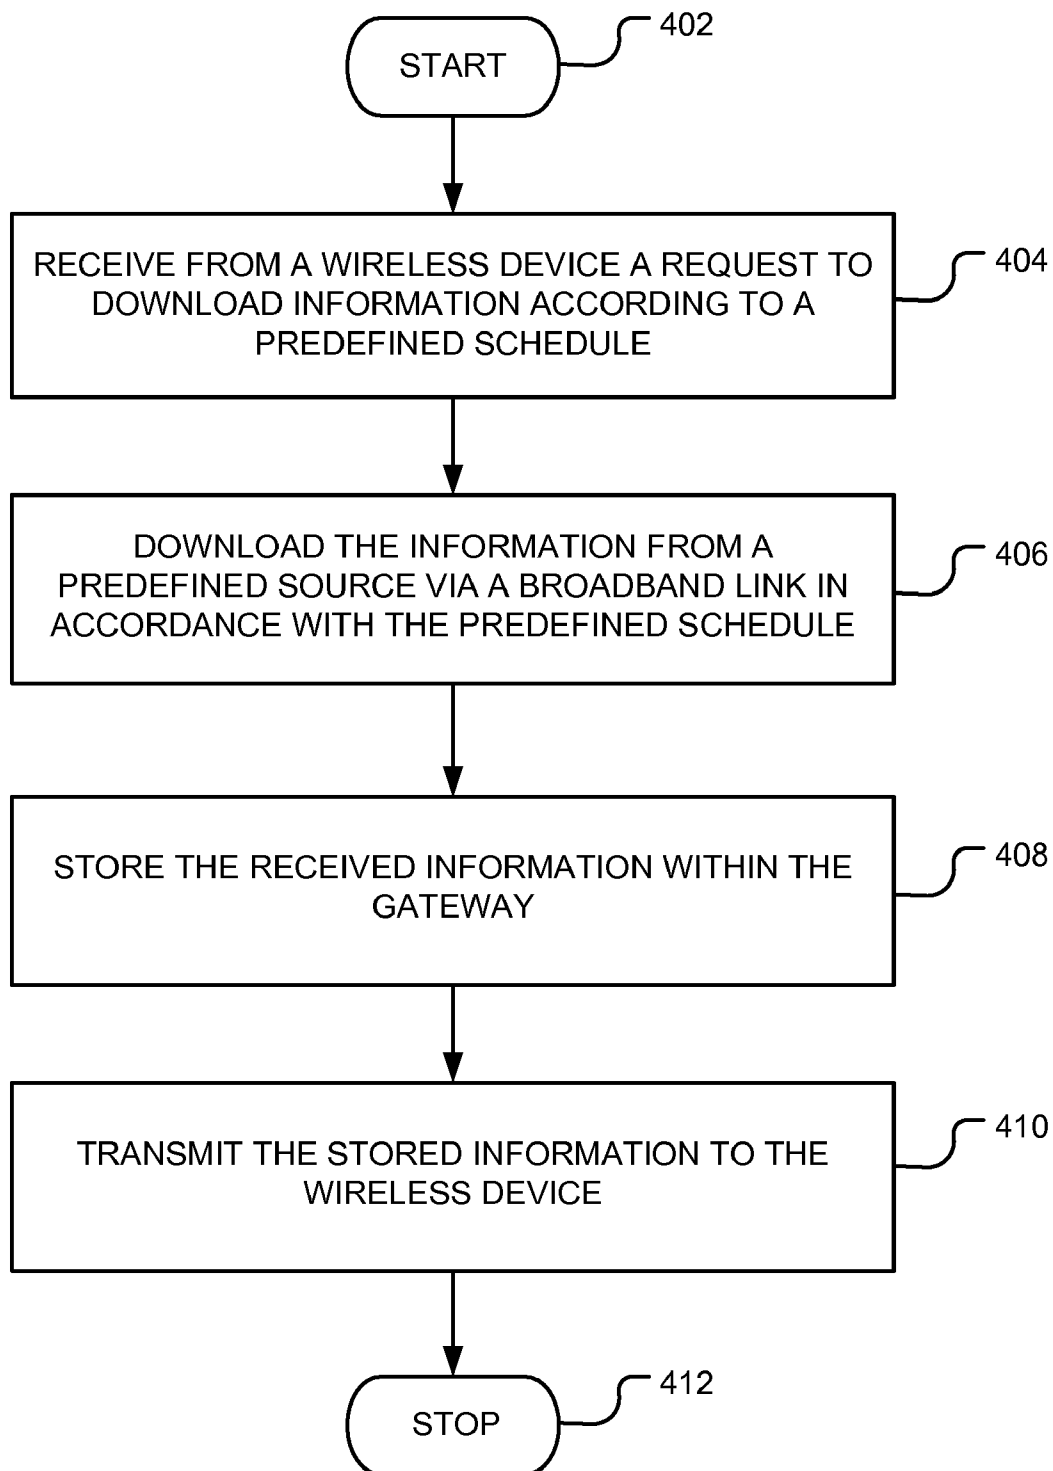 START
402
RECEIVE FROM A WIRELESS DEVICE A REQUEST TO
DOWNLOAD INFORMATION ACCORDING TO A
PREDEFINED SCHEDULE
404
DOWNLOAD THE INFORMATION FROM A
PREDEFINED SOURCE VIA A BROADBAND LINK IN
ACCORDANCE WITH THE PREDEFINED SCHEDULE
406
STORE THE RECEIVED INFORMATION WITHIN THE
GATEWAY
408
TRANSMIT THE STORED INFORMATION TO THE
WIRELESS DEVICE
410
STOP
412